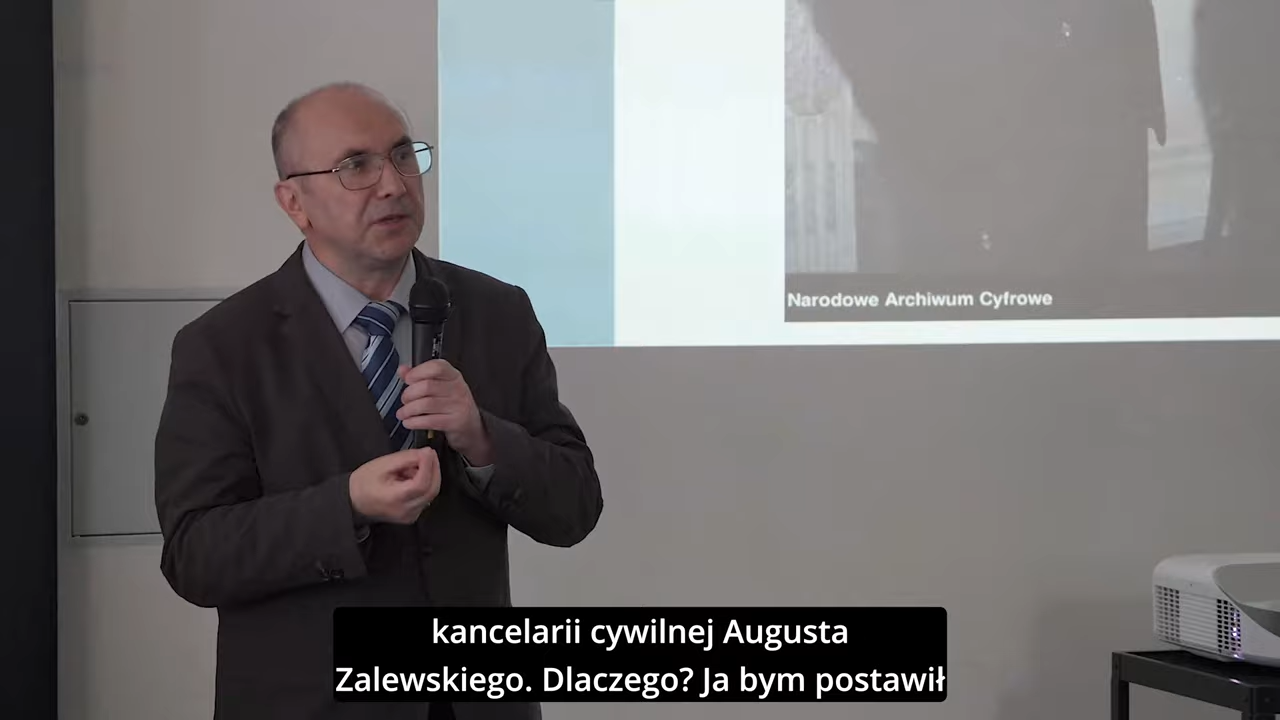 Narodowe Archiwum Cyfrowe
kancelarii cywilnej Augusta
Zalewskiego. Dlaczego? Ja bym postawił